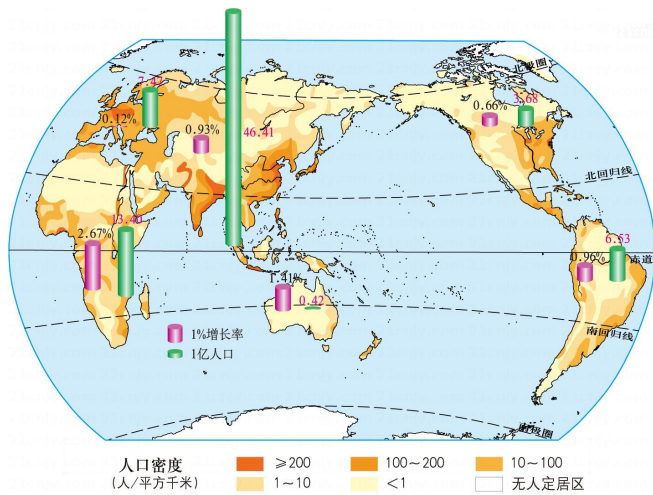 北极圈
7.42
0.66%
3.68
0.12%
0.93%
46.41
北回归线
13.40
2.67%
6.53
赤道
0.96%
1.41%
0.42
南回归线
1%增长率
1亿人口
南极圈
人口密度
(人/平方千米)
≥200
100~200
10~100
1~10
<1
无人定居区